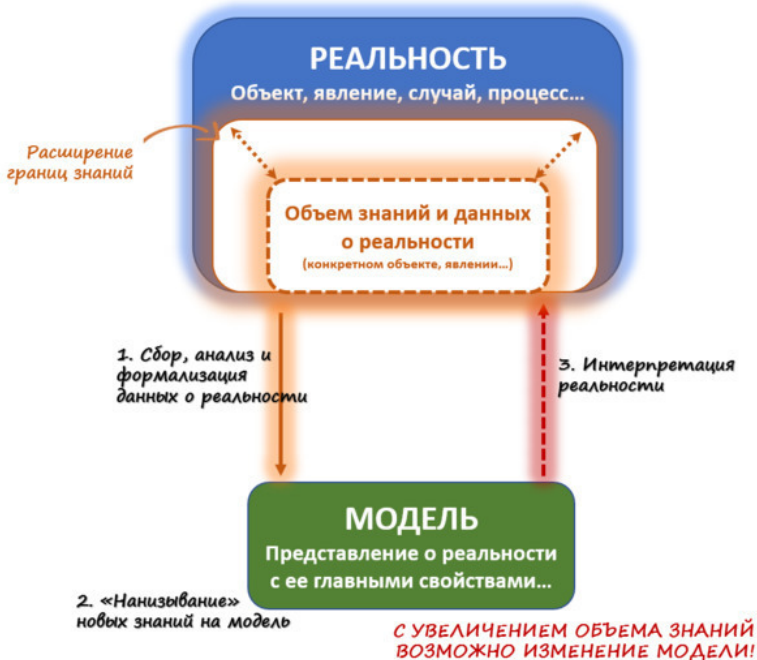 РЕАЛЬНОСТЬ
Объект, явление, случай, процесс...
Расширение
границ знаний
Объем знаний и данных
о реальности
(конкретном объекте, явлении...)
1. Сбор, анализ и
формализация
данных о реальности
3. Интерпретация
реальности
МОДЕЛЬ
Представление о реальности
с ее главными свойствами...
2. «Нанизывание»
новых знаний на модель
С УВЕЛИЧЕНИЕМ ОБЪЕМА ЗНАНИЙ
ВОЗМОЖНО ИЗМЕНЕНИЕ МОДЕЛИ!